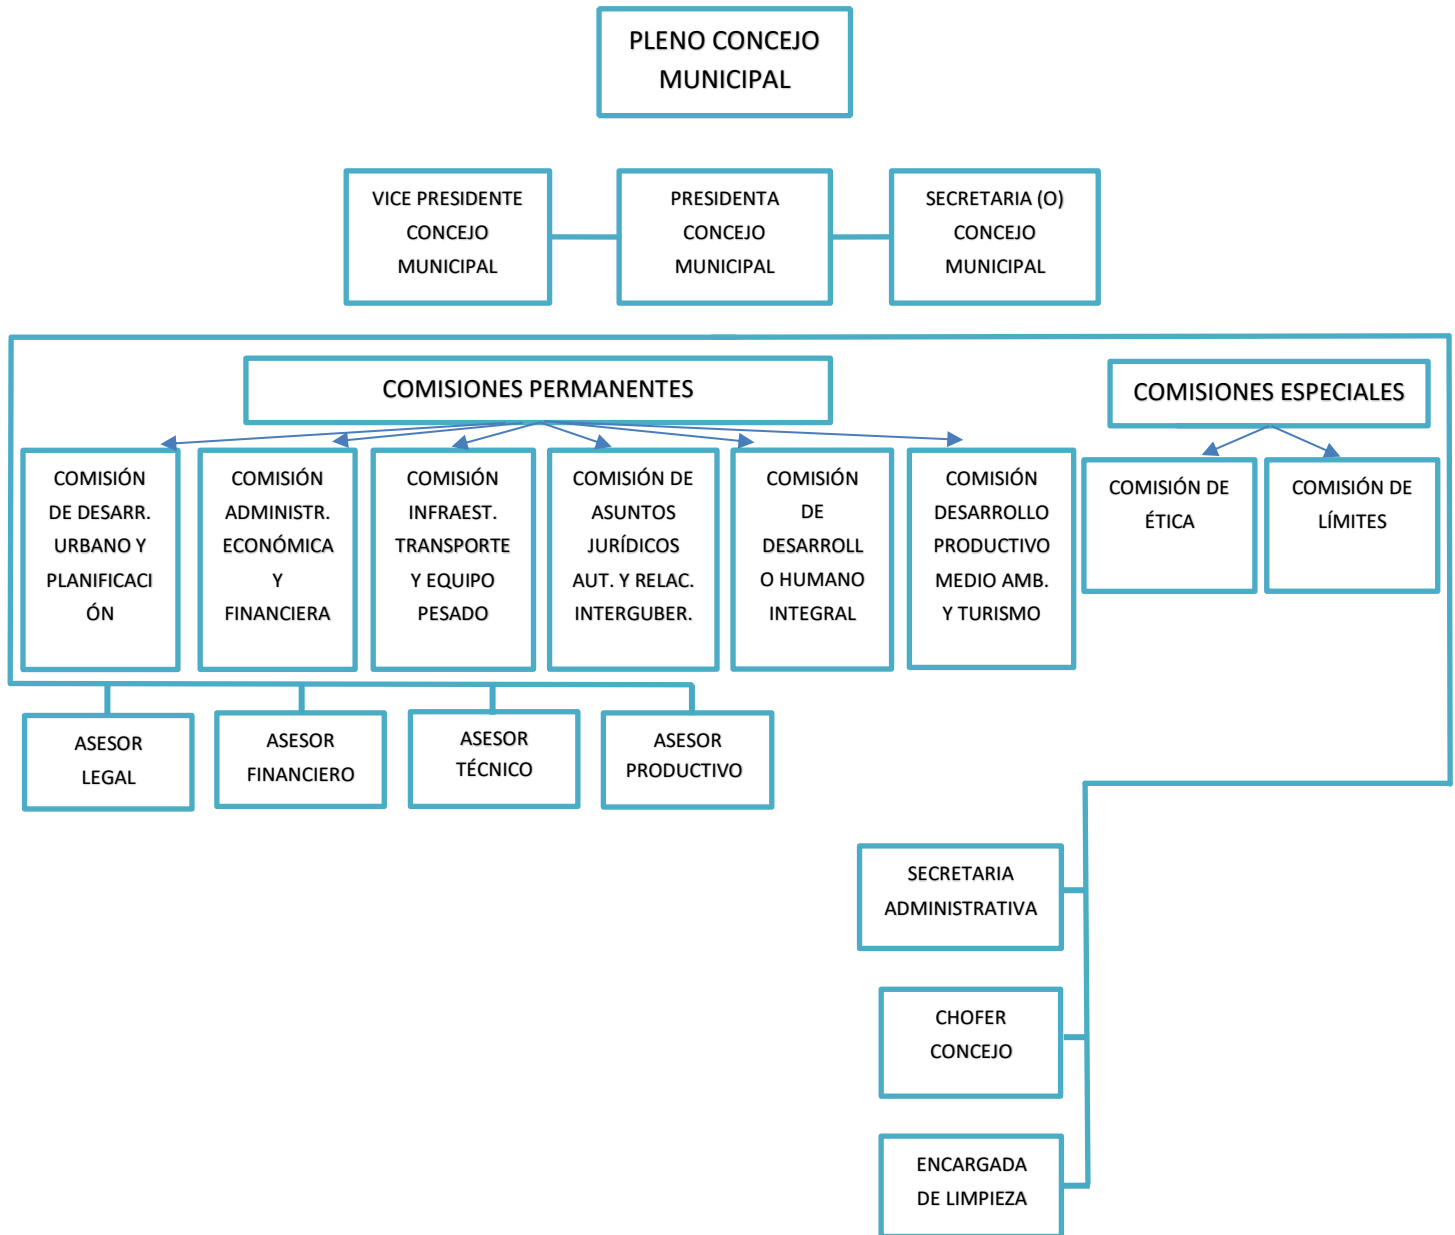 PLENO CONCEJO
MUNICIPAL
VICE PRESIDENTE
CONCEJO
MUNICIPAL
PRESIDENTA
CONCEJO
MUNICIPAL
SECRETARIA (O)
CONCEJO
MUNICIPAL
COMISIONES PERMANENTES
COMISIONES ESPECIALES
COMISIÓN
DE DESARR.
URBANO Y
PLANIFICACI
ÓN
COMISIÓN
ADMINISTR.
ECONÓMICA
Y
FINANCIERA
COMISIÓN
INFRAEST.
TRANSPORTE
Y EQUIPO
PESADO
COMISIÓN DE
ASUNTOS
JURÍDICOS
AUT. Y RELAC.
INTERGUBER.
COMISIÓN
DE
DESARROLL
O HUMANO
INTEGRAL
COMISIÓN
DESARROLLO
PRODUCTIVO
MEDIO AMB.
Y TURISMO
COMISIÓN DE
ÉTICA
COMISIÓN DE
LÍMITES
ASESOR
LEGAL
ASESOR
FINANCIERO
ASESOR
TÉCNICO
ASESOR
PRODUCTIVO
SECRETARIA
ADMINISTRATIVA
CHOFER
CONCEJO
ENCARGADA
DE LIMPIEZA